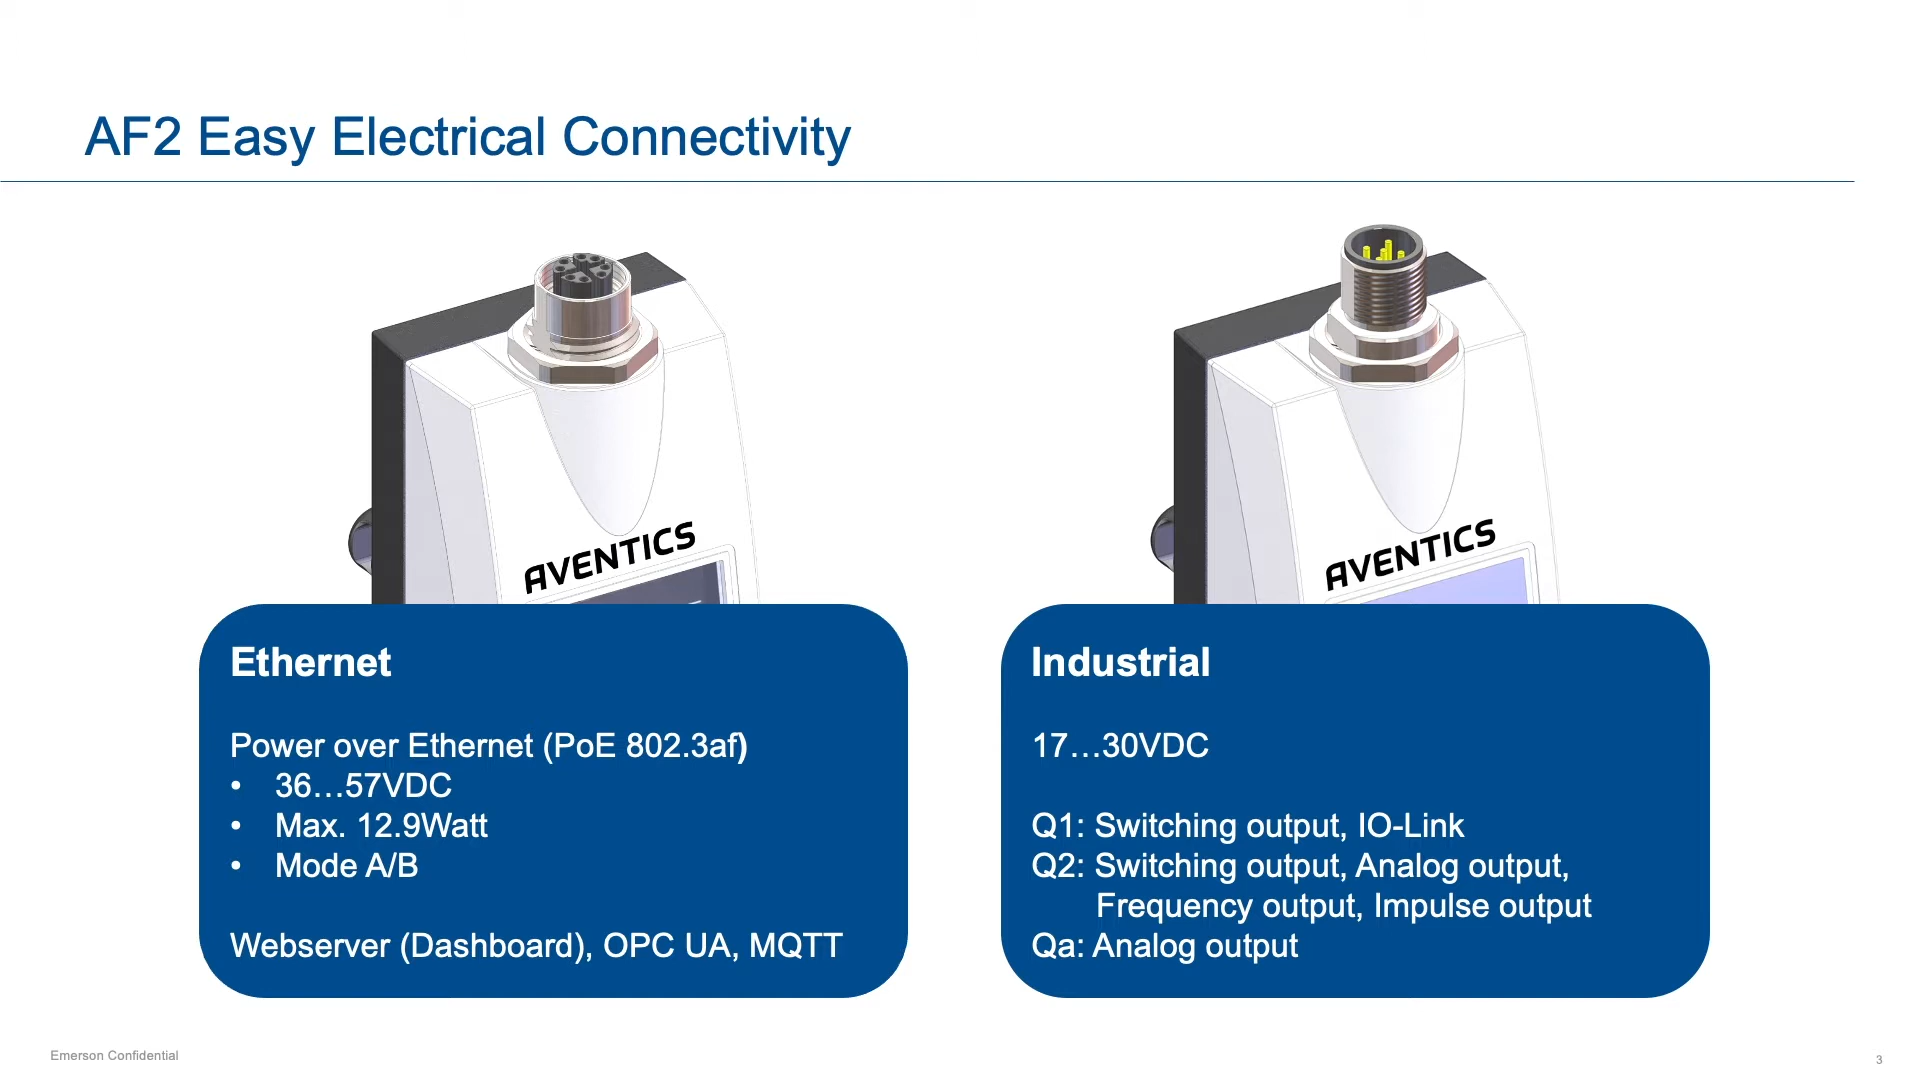 AF2 Easy Electrical Connectivity
AVENTICS
AVENTICS
Ethernet
Power over Ethernet (PoE 802.3af)
• 36…57VDC
• Max. 12.9Watt
• Mode A/B
Webserver (Dashboard), OPC UA, MQTT
Industrial
17…30VDC
Q1: Switching output, IO-Link
Q2: Switching output, Analog output,
Frequency output, Impulse output
Qa: Analog output
Emerson Confidential
3